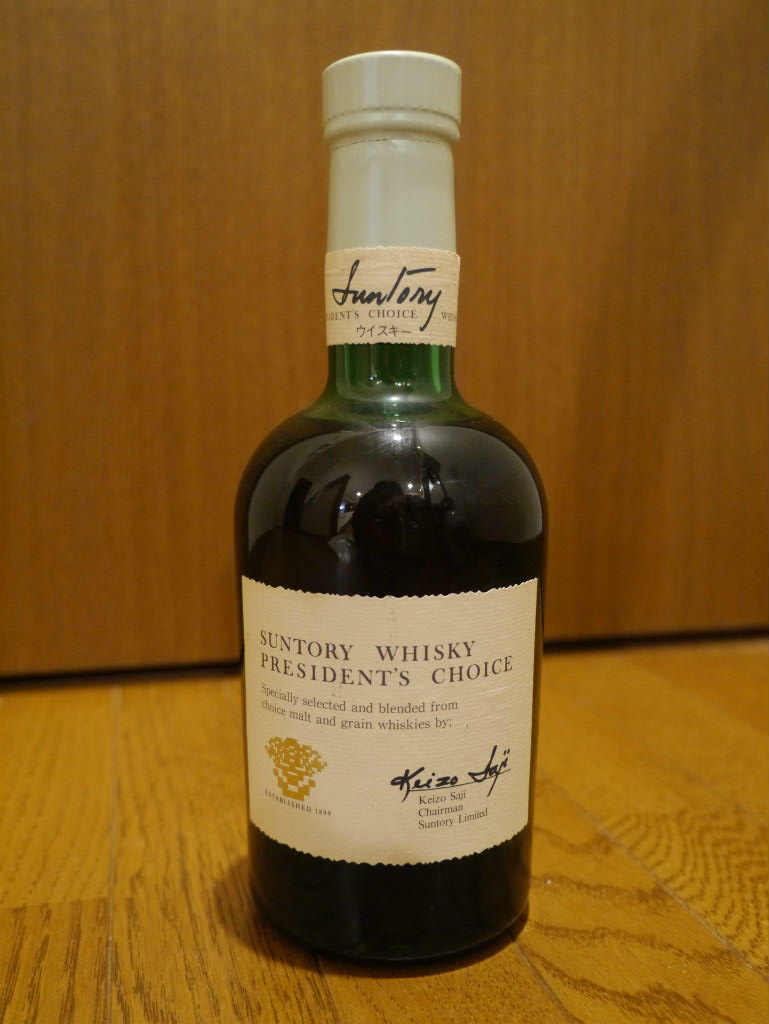 Suntory
IDENT'S CHOICE
ウイスキー
SUNTORY WHISKY
PRESIDENT'S CHOICE
Specially selected and blended from
choice malt and grain whiskies by;
ESTABLISHED 1899
Keizo Saji
Keizo Saji
Chairman
Suntory Limited